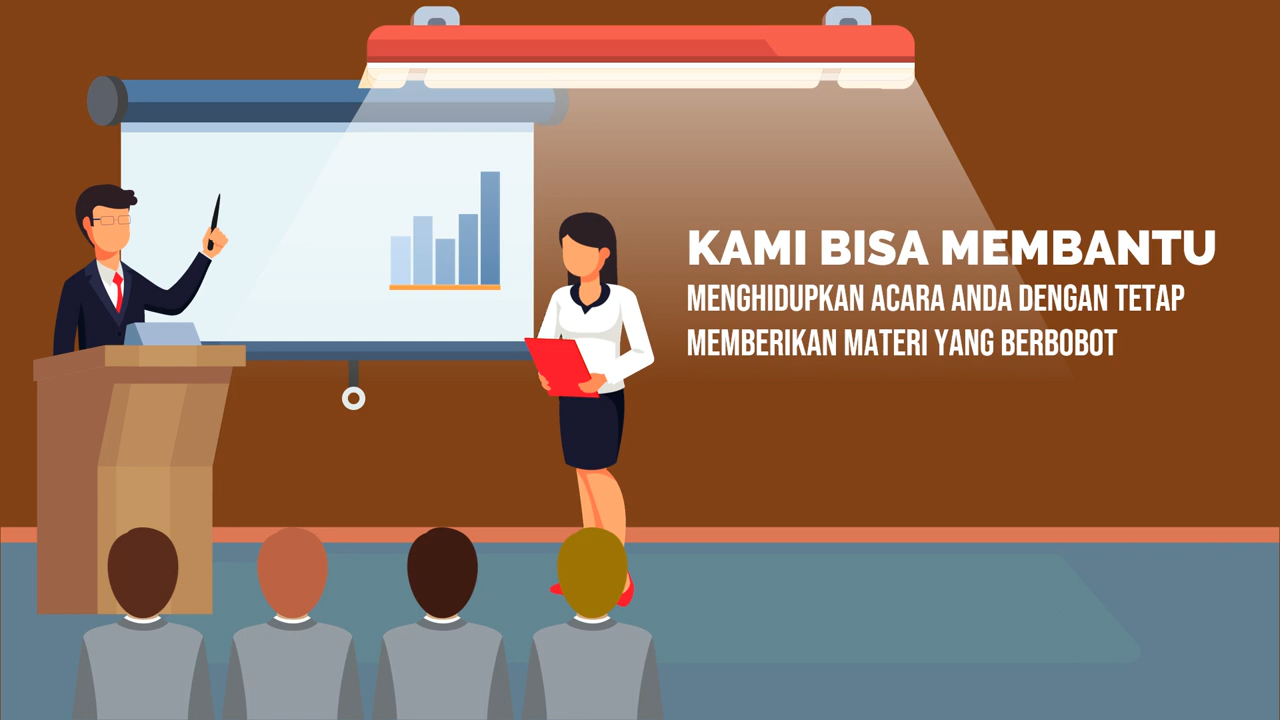 KAMI BISA MEMBANTU
MENGHIDUPKAN ACARA ANDA DENGAN TETAP
MEMBERIKAN MATERI YANG BERBOBOT